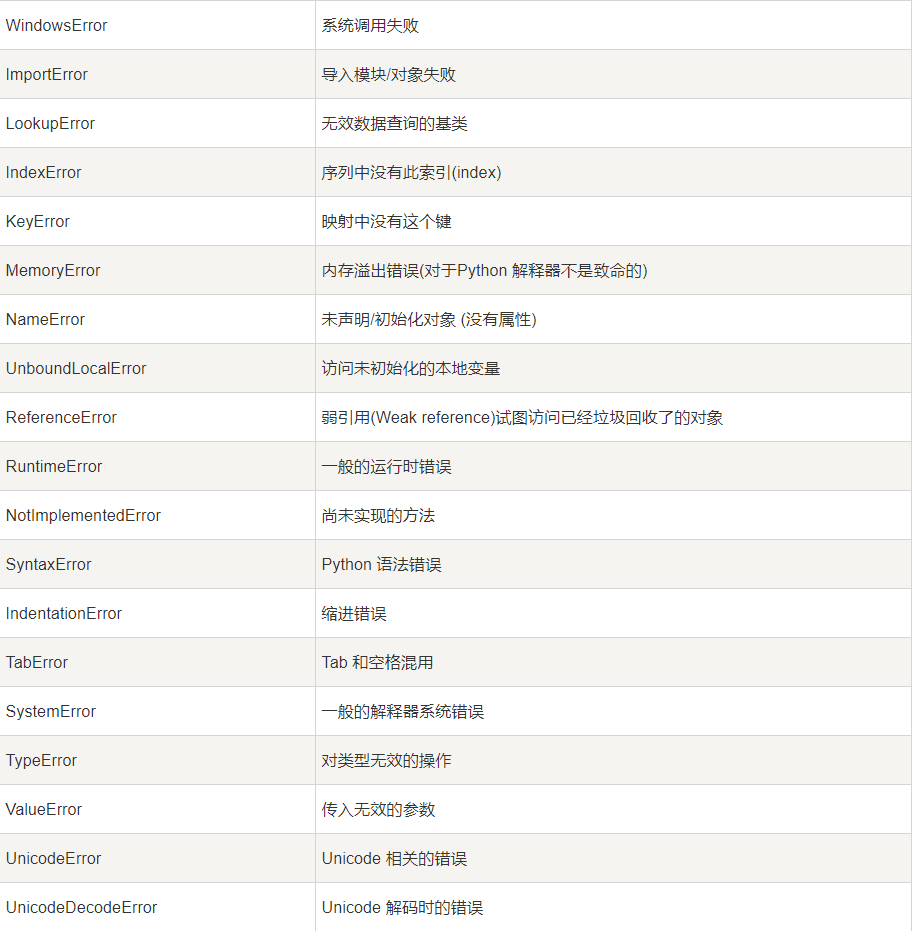 WindowsError 系统调用失败
ImportError 导入模块/对象失败
LookupError 无效数据查询的基类
IndexError 序列中没有此索引(index)
KeyError 映射中没有这个键
MemoryError 内存溢出错误(对于Python 解释器不是致命的)
NameError 未声明/初始化对象 (没有属性)
UnboundLocalError 访问未初始化的本地变量
ReferenceError 弱引用(Weak reference)试图访问已经垃圾回收了的对象
RuntimeError 一般的运行时错误
NotImplementedError 尚未实现的方法
SyntaxError Python 语法错误
IndentationError 缩进错误
TabError Tab 和空格混用
SystemError 一般的解释器系统错误
TypeError 对类型无效的操作
ValueError 传入无效的参数
UnicodeError Unicode 相关的错误
UnicodeDecodeError Unicode 解码时的错误